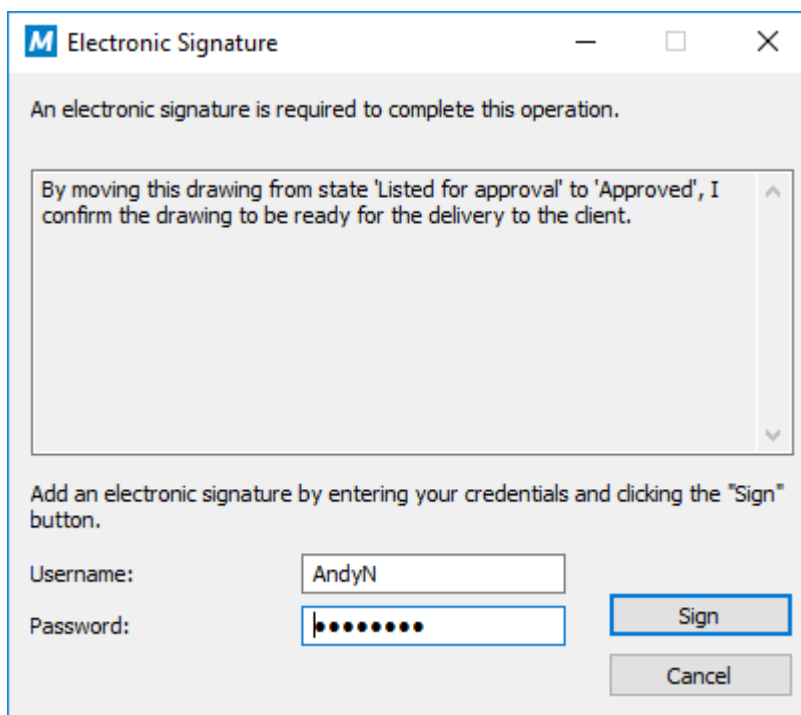 M Electronic Signature
An electronic signature is required to complete this operation.
By moving this drawing from state 'Listed for approval' to 'Approved', I
confirm the drawing to be ready for the delivery to the client.
Add an electronic signature by entering your credentials and clicking the "Sign"
button.
Username:
AndyN
Password:
••••••••
Sign
Cancel